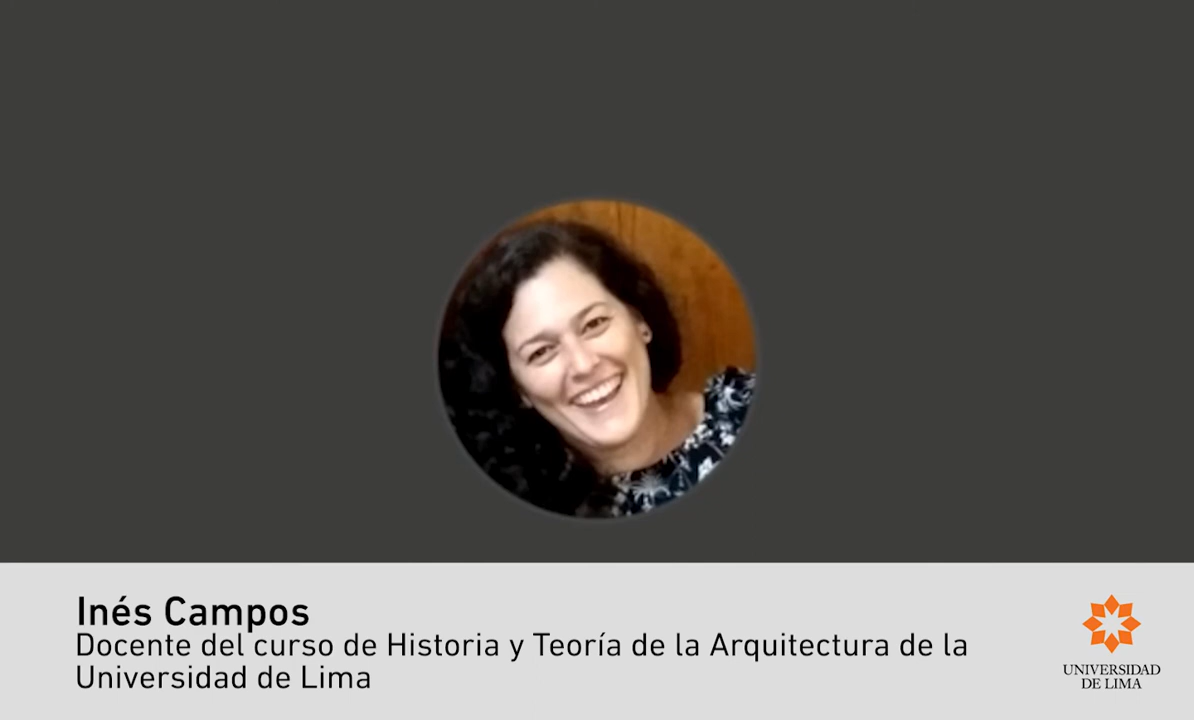 Inés Campos
Docente del curso de Historia y Teoría de la Arquitectura de la
Universidad de Lima
UNIVERSIDAD
DE LIMA